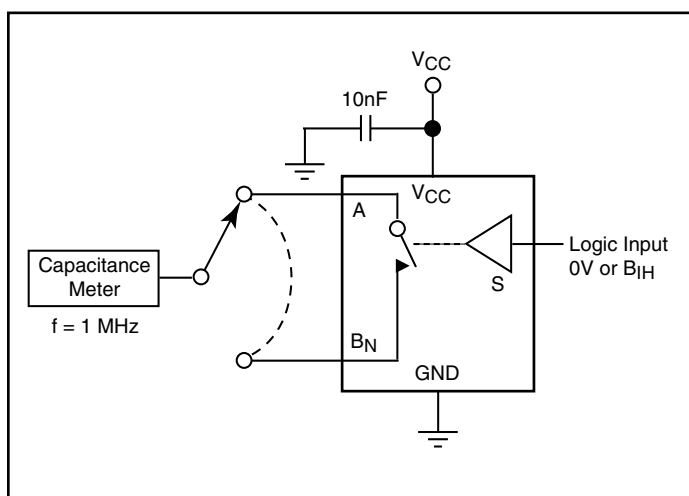 VCC
10nF
VCC
A
Capacitance
Meter
f = 1 MHz
S
Logic Input
0V or BIH
BN
GND